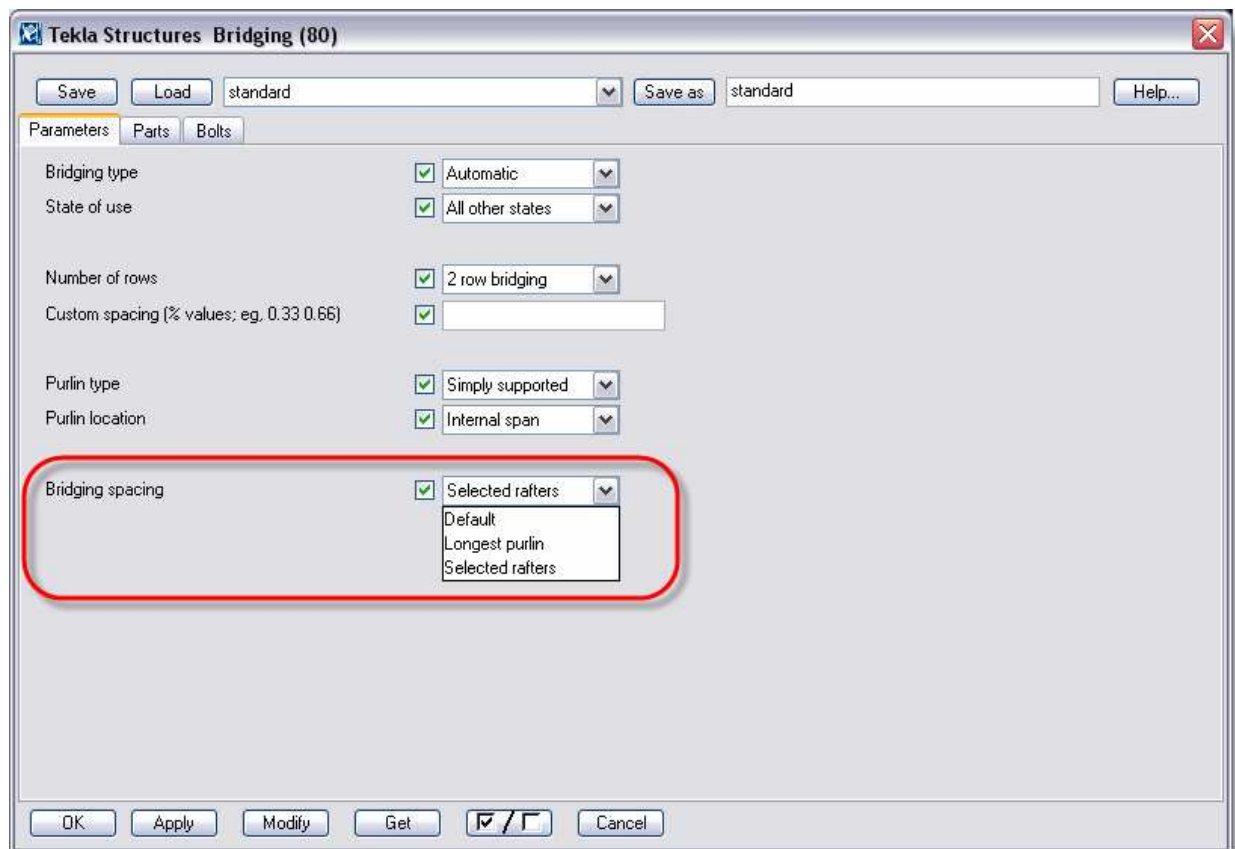 Tekla Structures Bridging (80)
Save Load standard Save as standard Help...
Parameters Parts Bolts
Bridging type Automatic
State of use All other states
Number of rows 2 row bridging
Custom spacing (% values; eg, 0.33 0.66)
Purlin type Simply supported
Purlin location Internal span
Bridging spacing Selected rafters
Default
Longest purlin
Selected rafters
OK Apply Modify Get / Cancel